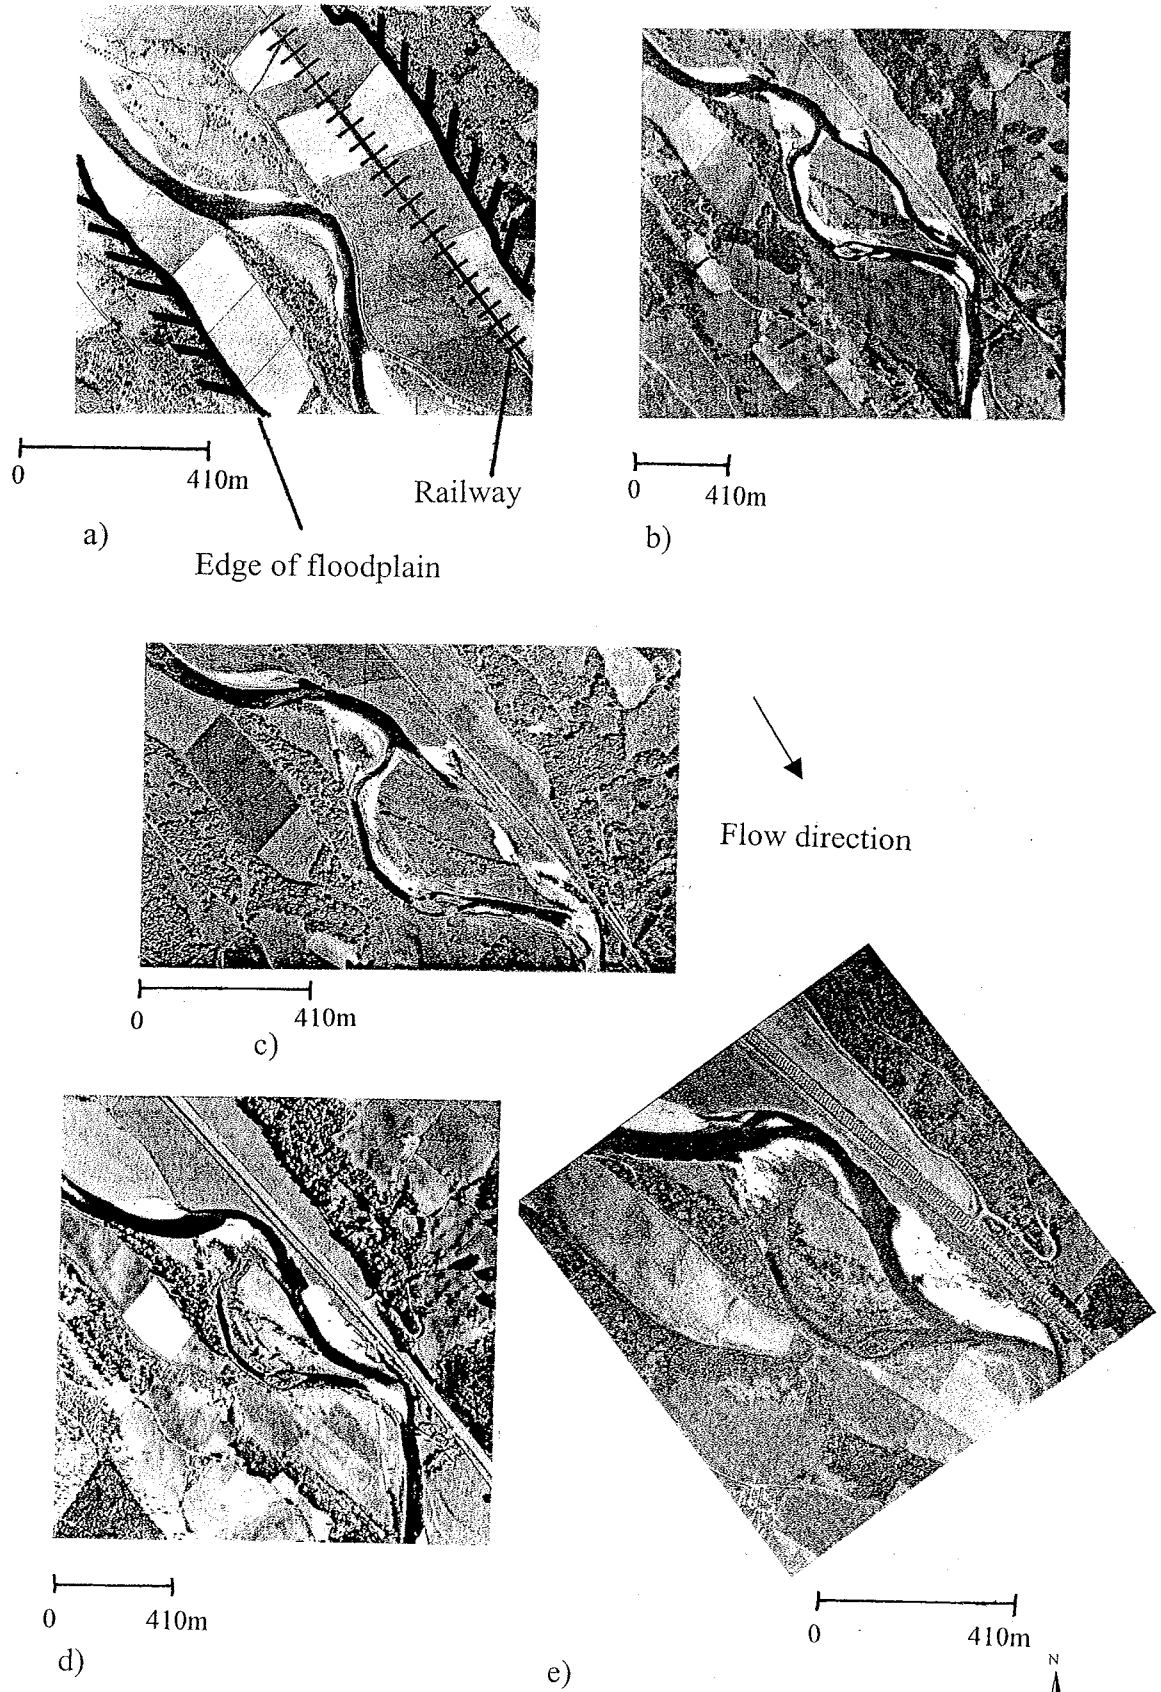 0 410m
Railway
a)
Edge of floodplain
0 410m
b)
Flow direction
0 410m
c)
0 410m
d)
0 410m
e)
N